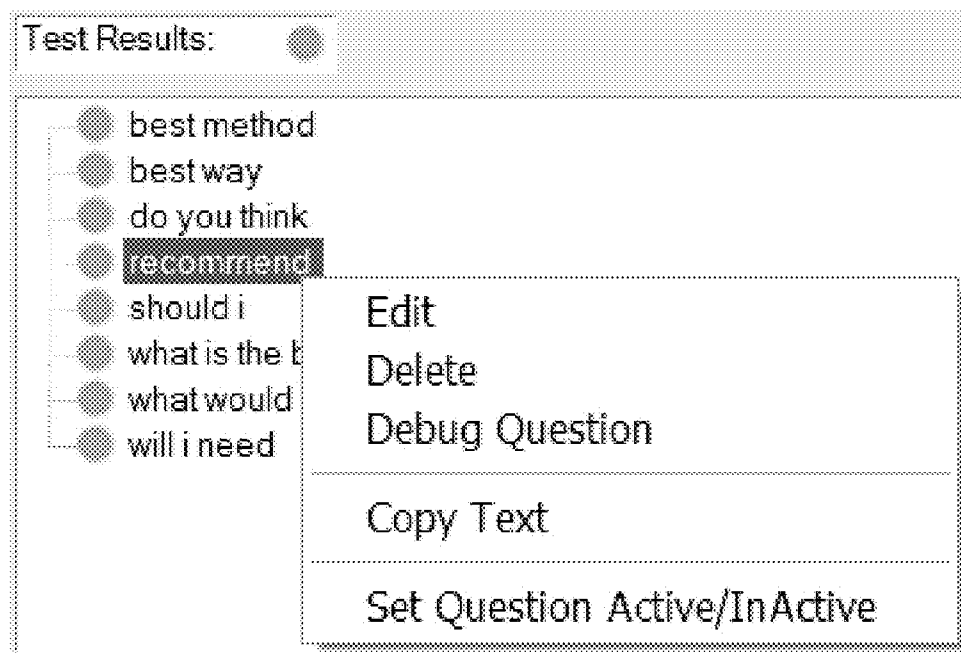 Test Results:
best method
best way
do you think
recommend
should i
what is the
what would
will i need
Edit
Delete
Debug Question
Copy Text
Set Question Active/InActive